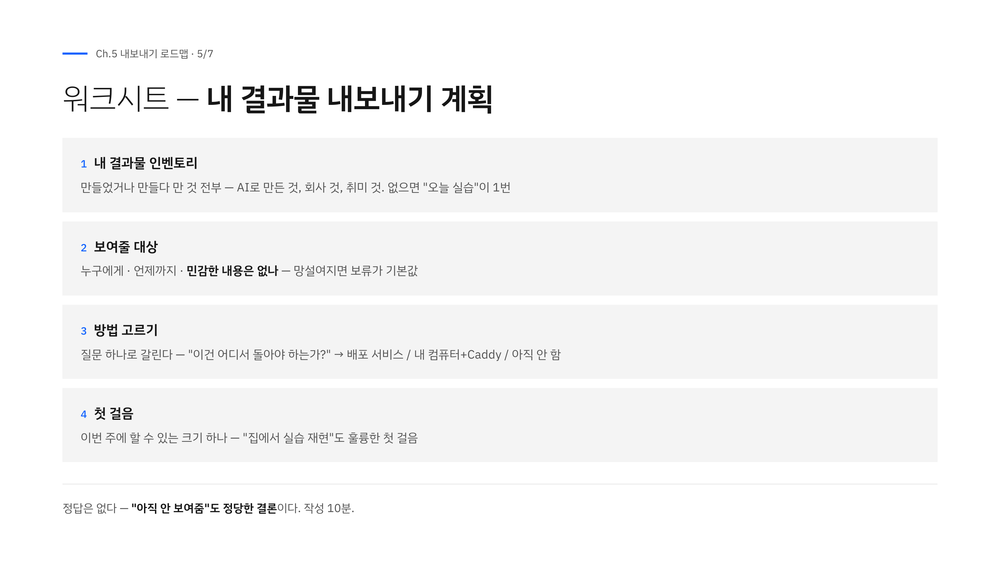 Ch.5 내보내기 로드맵 · 5/7
워크시트 — 내 결과물 내보내기 계획
1 내 결과물 인벤토리
만들었거나 만들다 만 것 전부 — AI로 만든 것, 회사 것, 취미 것. 없으면 "오늘 실습"이 1번
2 보여줄 대상
누구에게 · 언제까지 · 민감한 내용은 없나 — 망설여지면 보류가 기본값
3 방법 고르기
질문 하나로 갈린다 — "이건 어디서 돌아야 하는가?" → 배포 서비스 / 내 컴퓨터+Caddy / 아직 안 함
4 첫 걸음
이번 주에 할 수 있는 크기 하나 — "집에서 실습 재현"도 훌륭한 첫 걸음
정답은 없다 — "아직 안 보여줌"도 정당한 결론이다. 작성 10분.